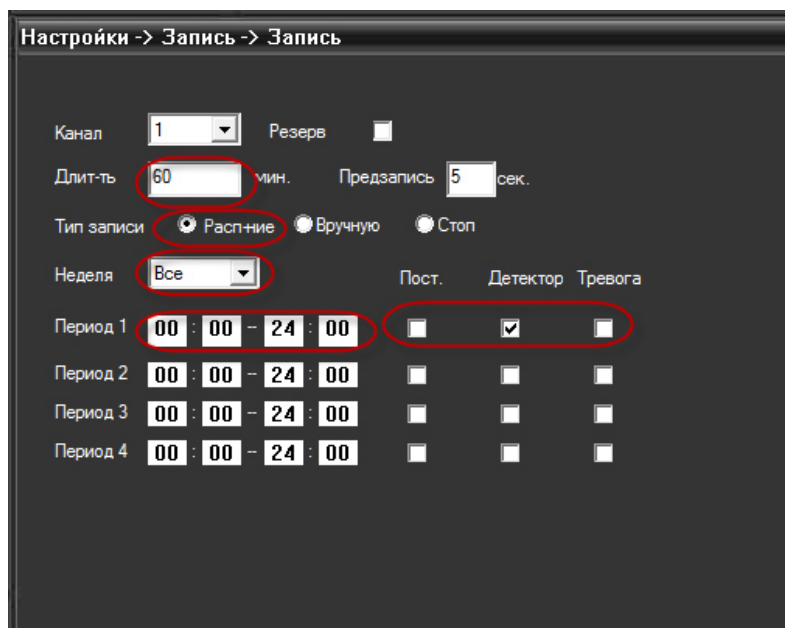 Настройки -> Запись -> Запись
Канал 1 Резерв
Длит-ть 60 мин. Предзапись 5 сек.
Тип записи Расп-ние Вручную Стоп
Неделя Все Пост. Детектор Тревога
Период 1 00 : 00 - 24 : 00
Период 2 00 : 00 - 24 : 00
Период 3 00 : 00 - 24 : 00
Период 4 00 : 00 - 24 : 00